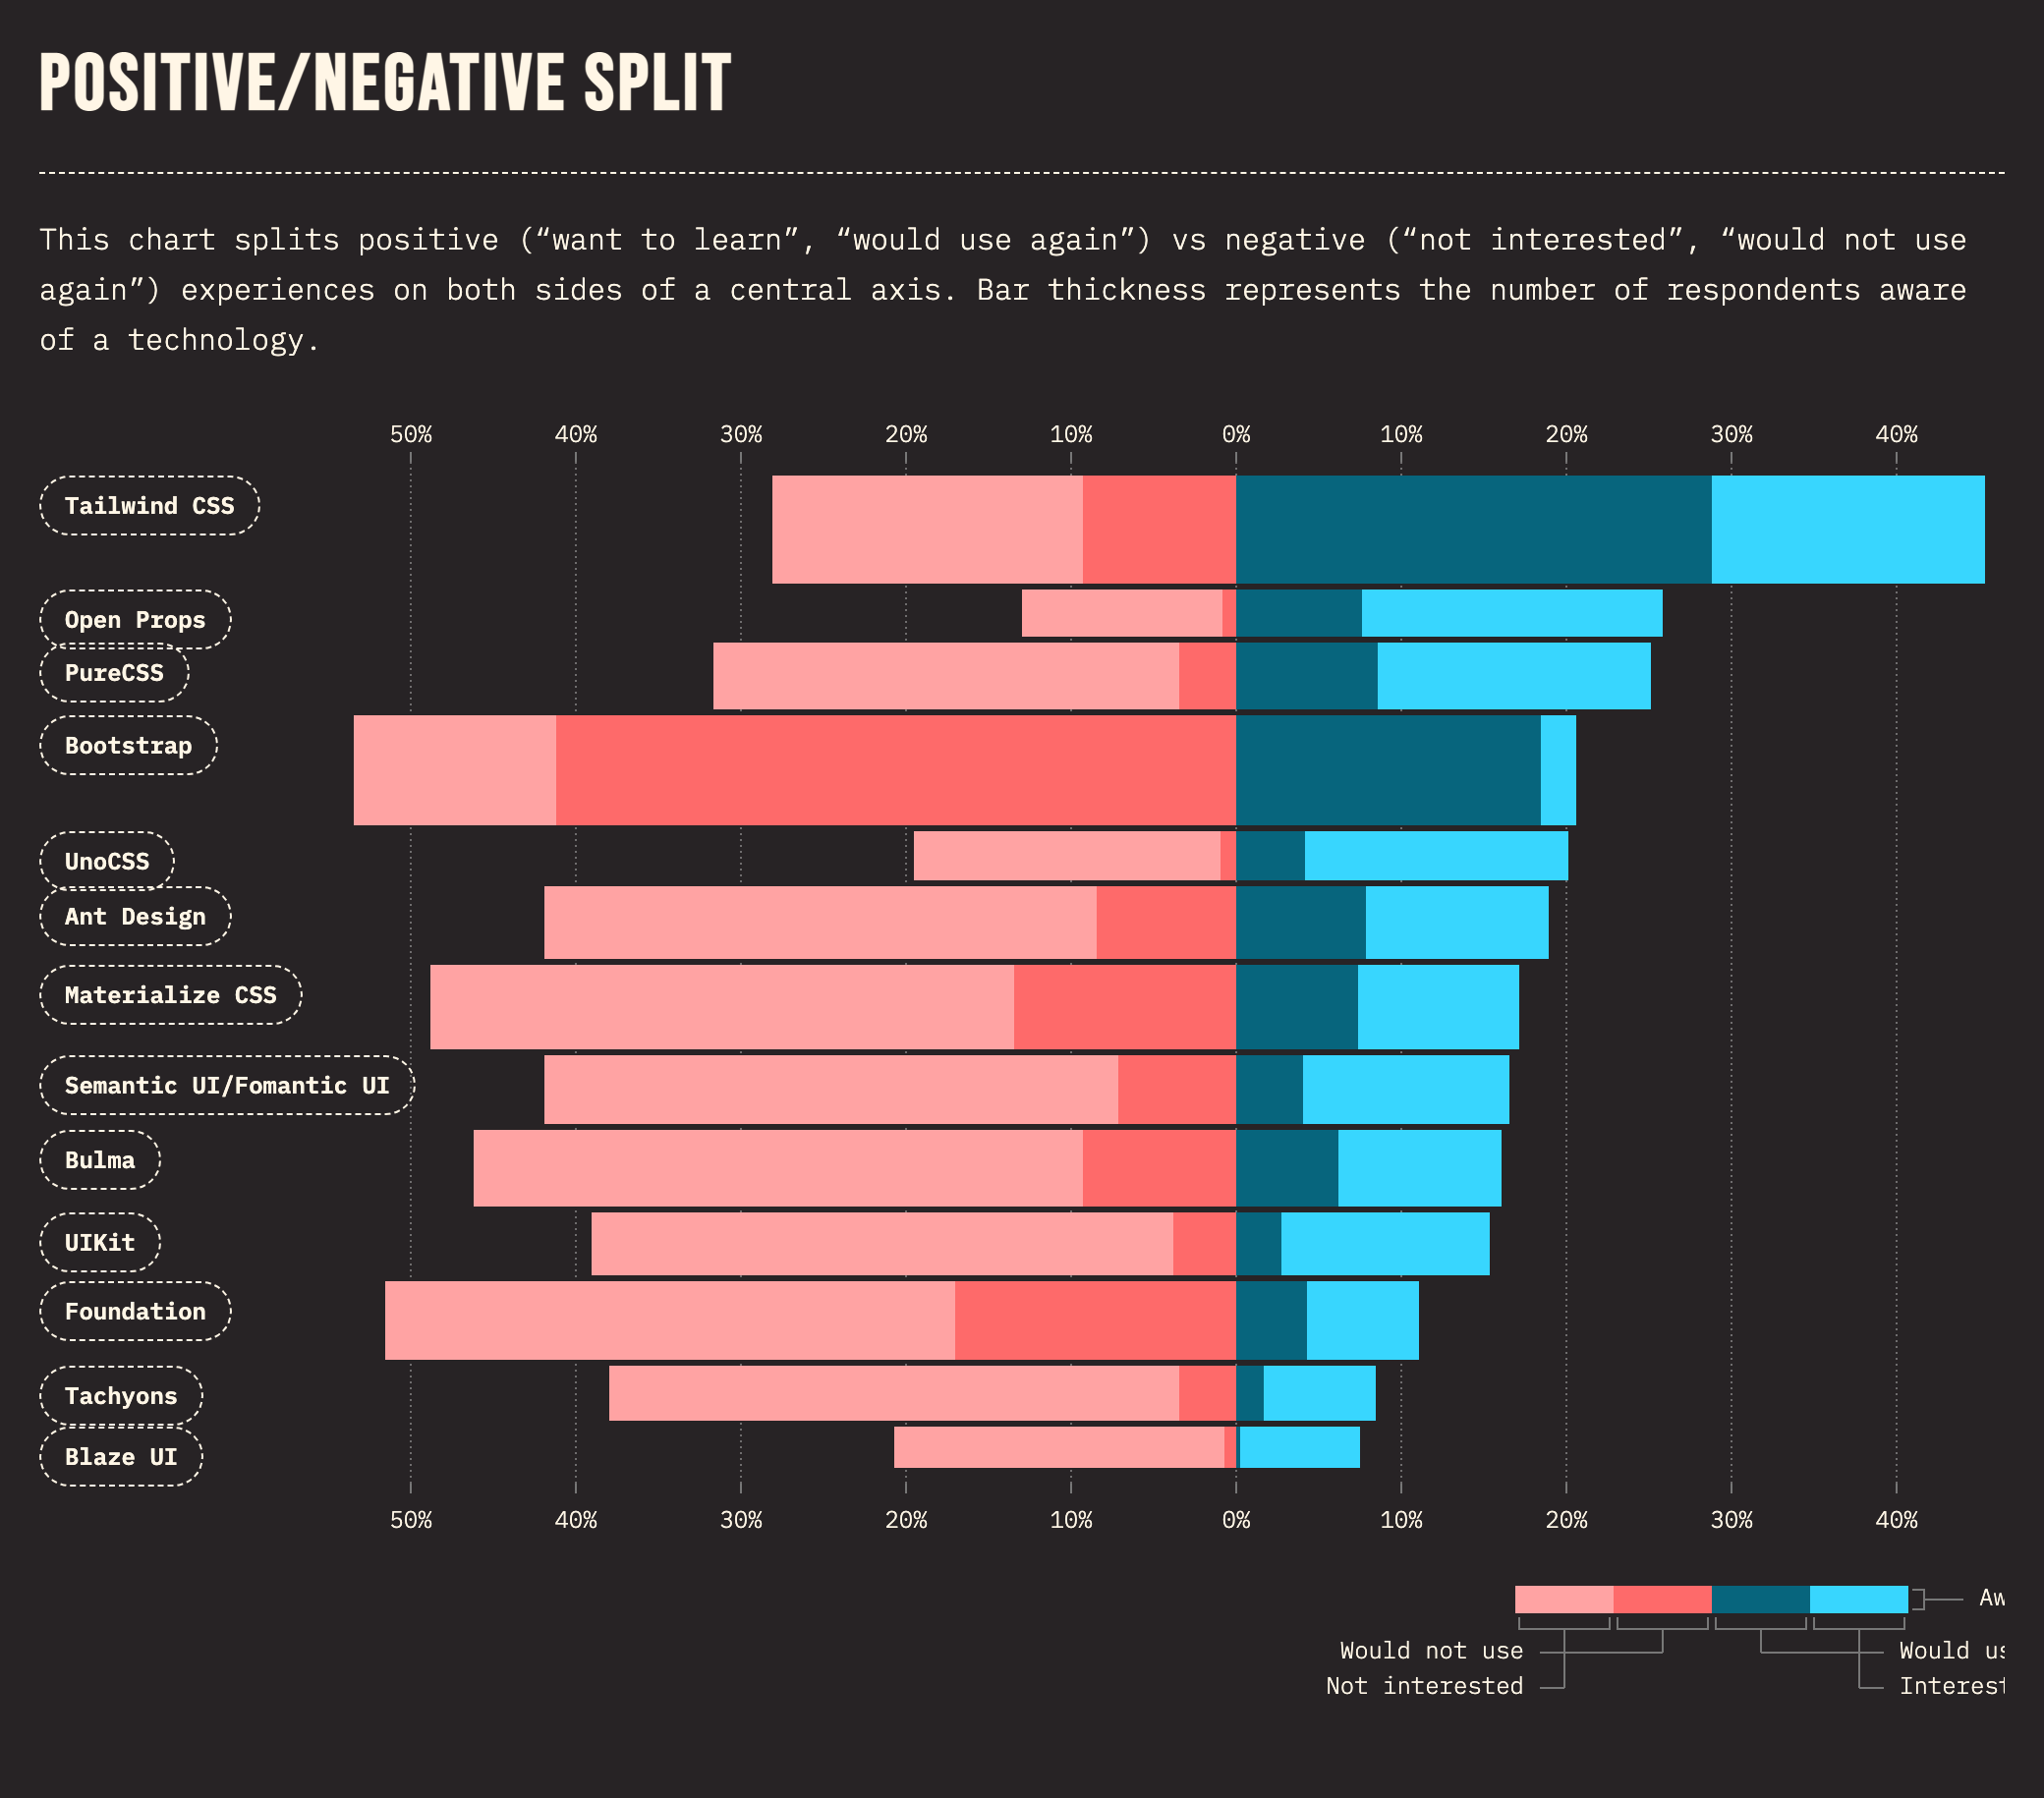 POSITIVE/NEGATIVE SPLIT
This chart splits positive (“want to learn”, “would use again”) vs negative (“not interested”, “would not use
again”) experiences on both sides of a central axis. Bar thickness represents the number of respondents aware
of a technology.
50% 40% 30% 20% 10% 0% 10% 20% 30% 40%
Tailwind CSS
Open Props
PureCSS
Bootstrap
UnoCSS
Ant Design
Materialize CSS
Semantic UI/Fomantic UI
Bulma
UIKit
Foundation
Tachyons
Blaze UI
50% 40% 30% 20% 10% 0% 10% 20% 30% 40%
Would not use Would
Not interested